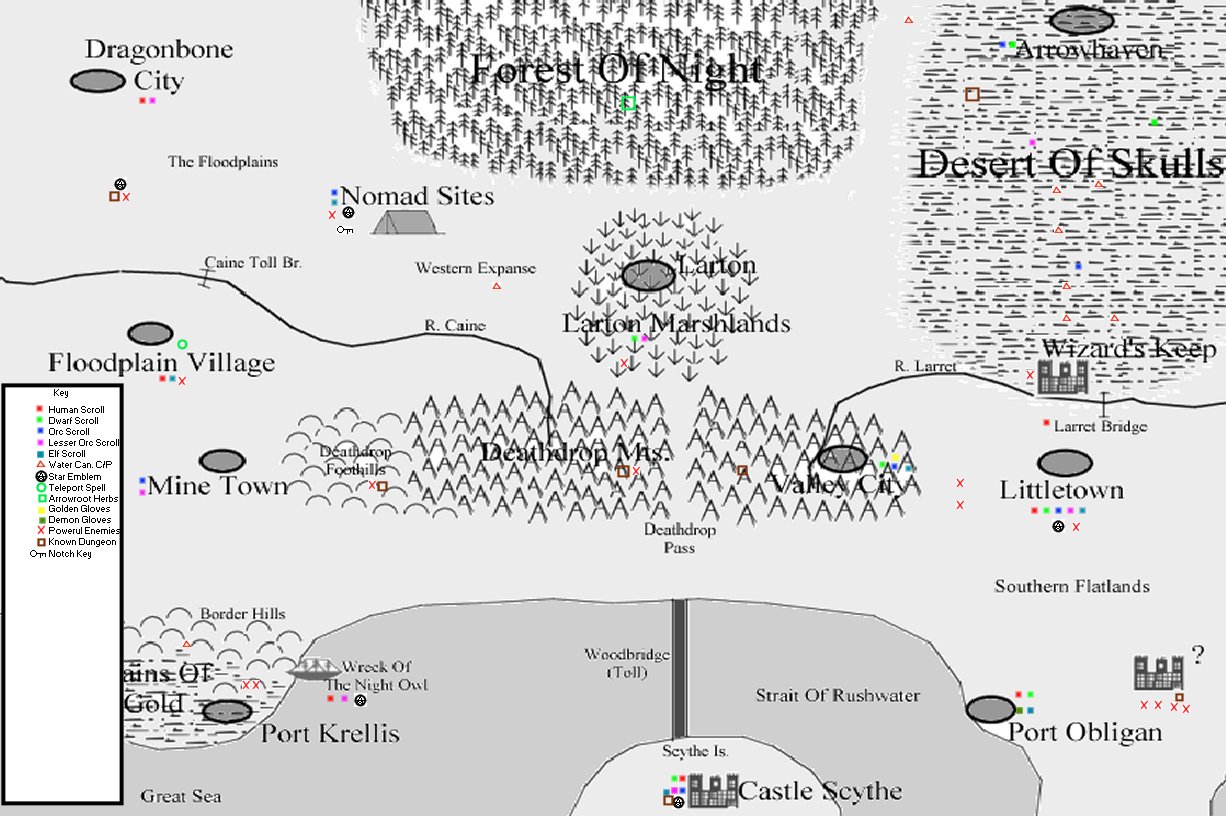 Dragonbone
City
Forest Of Night
Arrowhaven
The Floodplains
Desert Of Skulls
Nomad Sites
Caine Toll Br.
Western Expanse
Larton
R. Caine
Larton Marshlands
Floodplain Village
Wizard's Keep
R. Larret
Larret Bridge
Key
Human Scroll
Dwarf Scroll
Orc Scroll
Lesser Orc Scroll
Elf Scroll
Water Can. C/P
Star Emblem
Teleport Spell
Arrowroot Herbs
Golden Gloves
Demon Gloves
Powerul Enemies
Known Dungeon
Notch Key
Deathdrop
Foothills
Deathdrop Mts.
Mine Town
Valley City
Littletown
Deathdrop
Pass
Southern Flatlands
Border Hills
Woodbridge
(Toll)
Wreck Of
The Night Owl
ains Of
Gold
?
Strait Of Rushwater
Port Krellis
Port Obligan
Scythe Is.
Castle Scythe
Great Sea